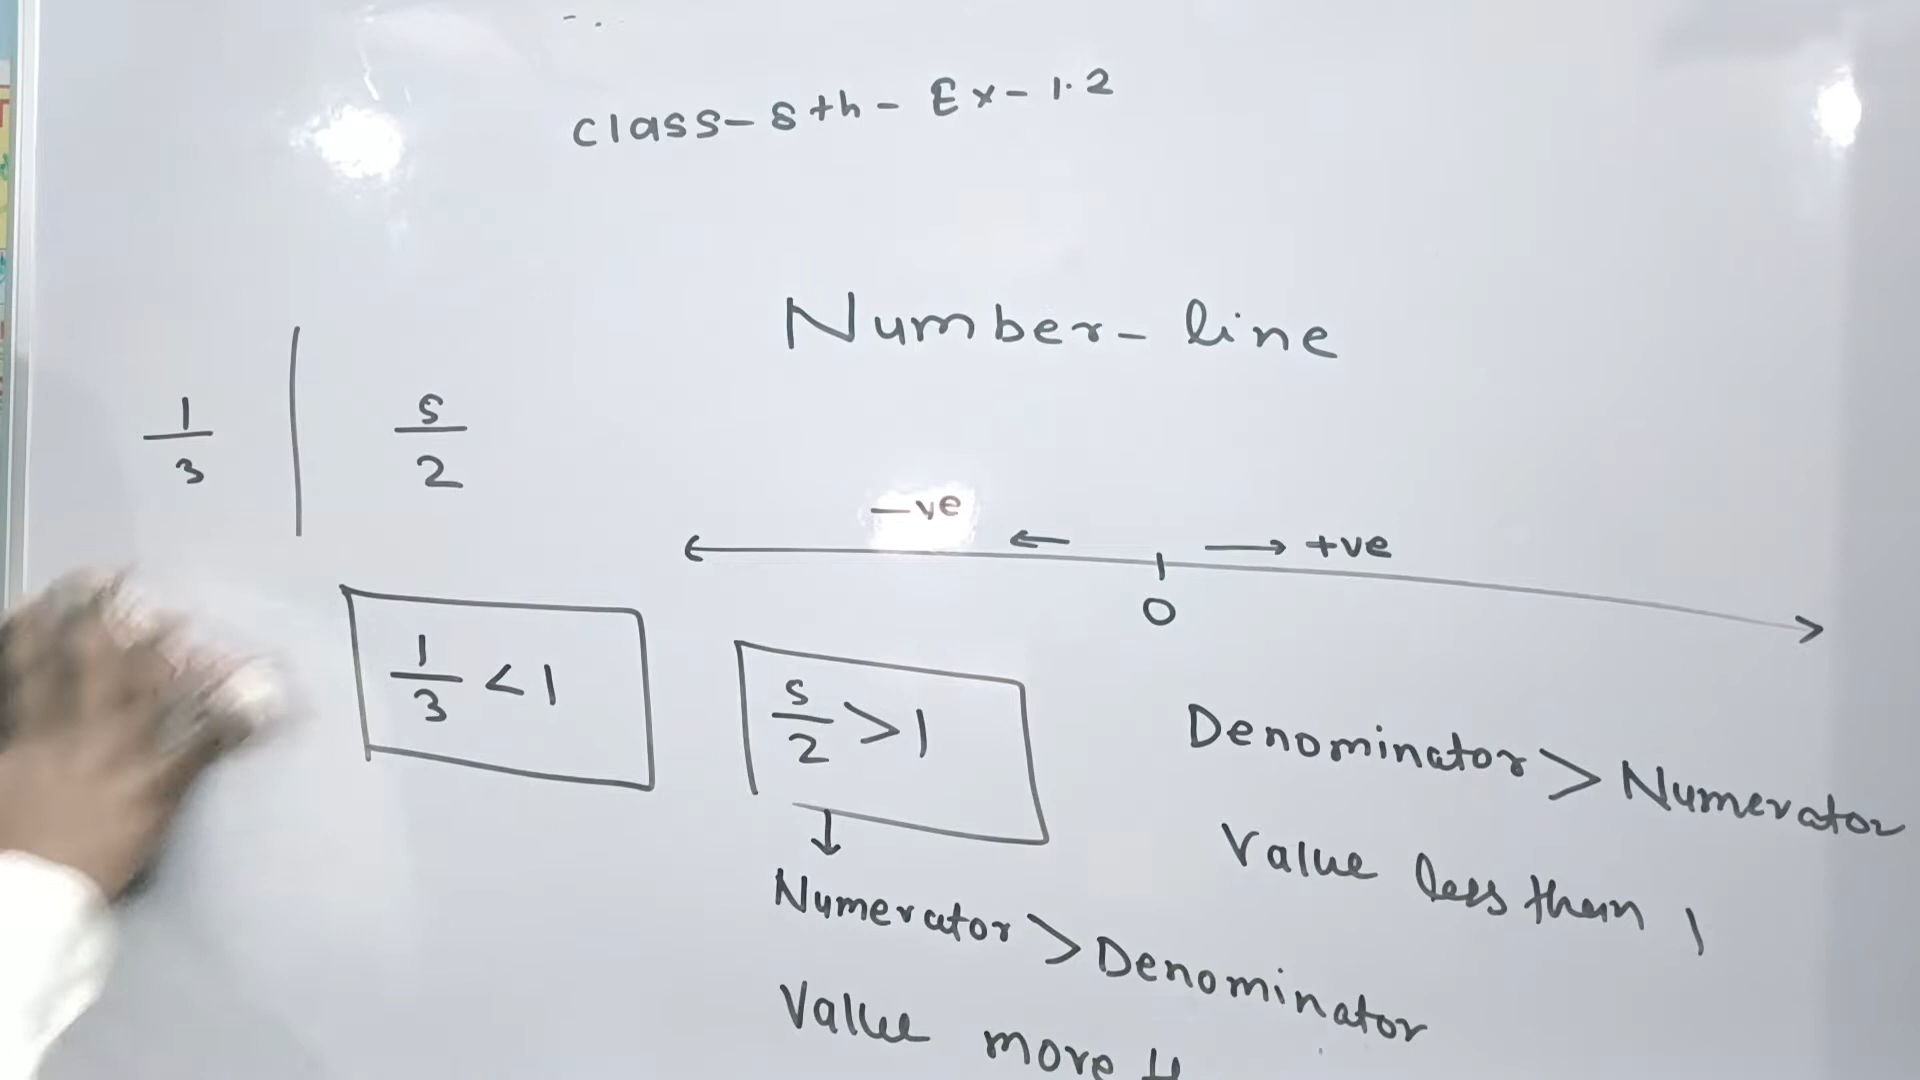 Class-8th-Ex-1.2
Number-line
1/3 | 5/2
-ve ← → +ve
0
1/3 < 1
5/2 > 1
Denominator > Numerator
Value less than 1
↓
Numerator > Denominator
Value more